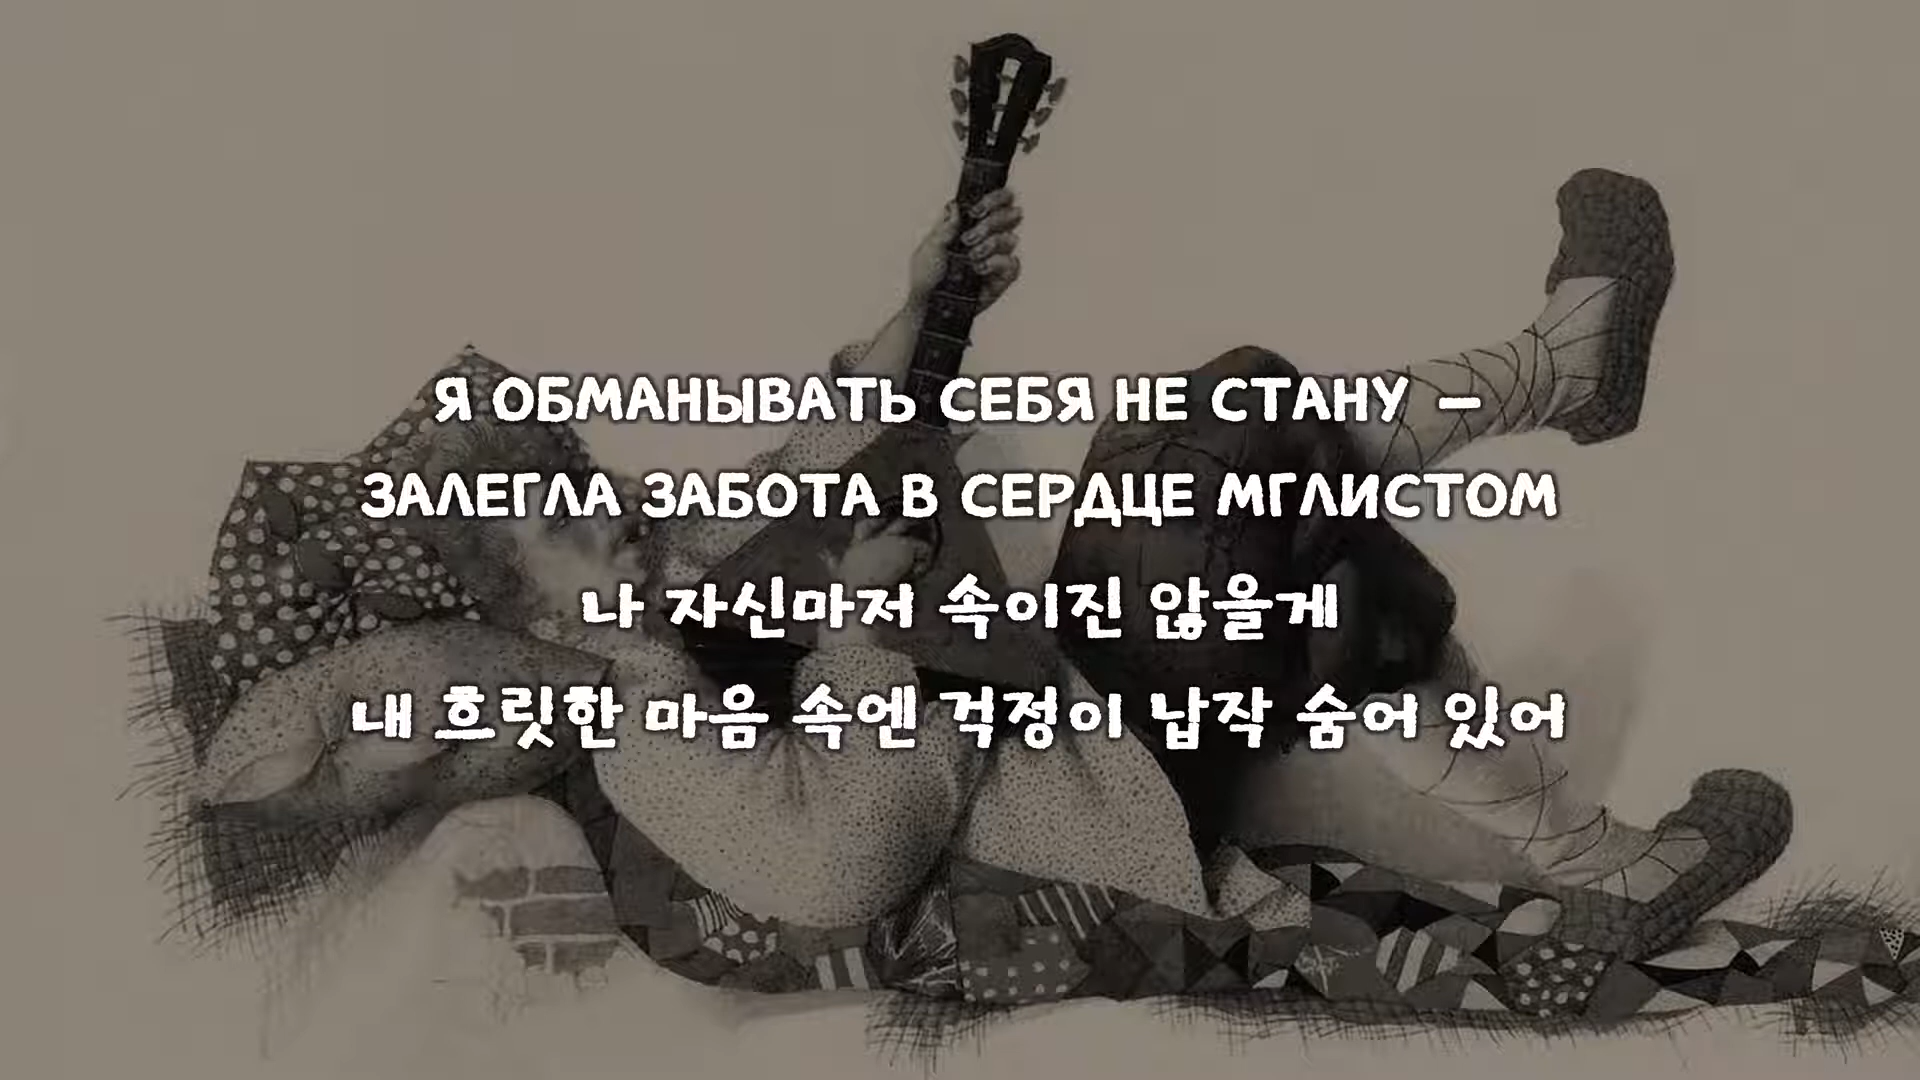 Я ОБМАНЫВАТЬ СЕБЯ НЕ СТАНУ –
ЗАЛЕГЛА ЗАБОТА В СЕРДЦЕ МГЛИСТОМ
나 자신마저 속이진 않을게
내 흐릿한 마음 속엔 걱정이 납작 숨어 있어